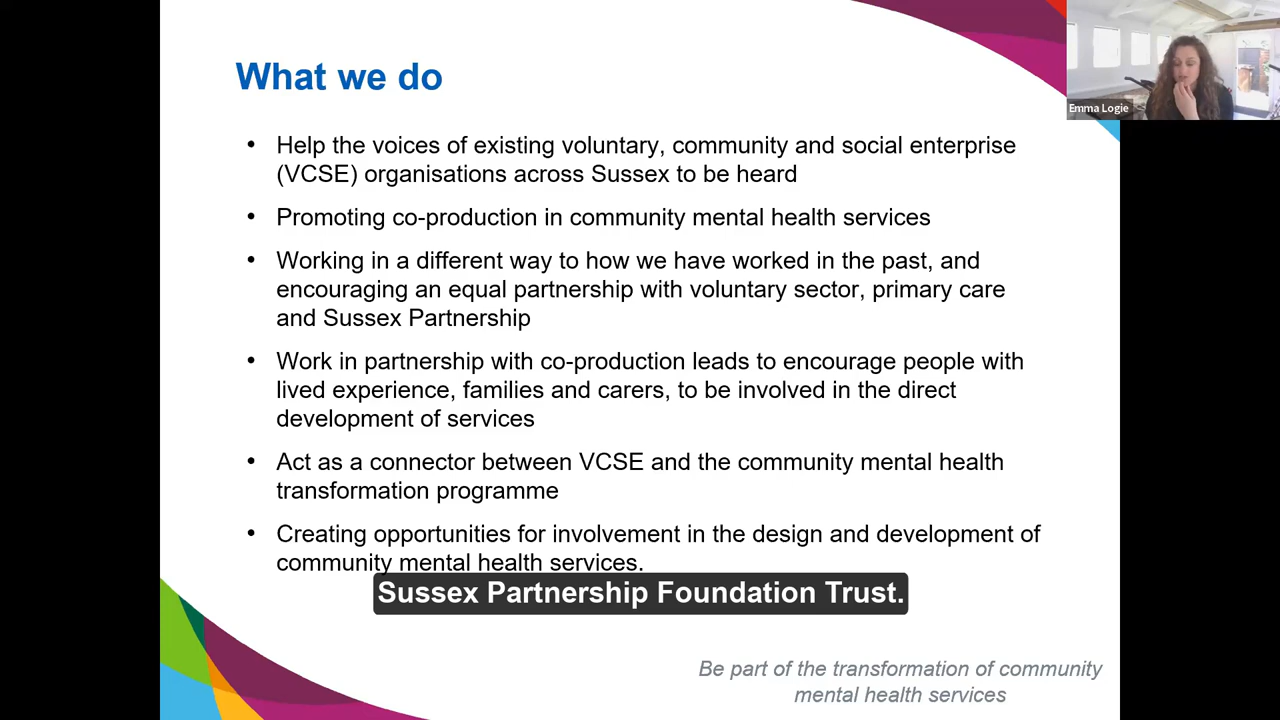 What we do
Emma Logie
• Help the voices of existing voluntary, community and social enterprise
(VCSE) organisations across Sussex to be heard
• Promoting co-production in community mental health services
• Working in a different way to how we have worked in the past, and
encouraging an equal partnership with voluntary sector, primary care
and Sussex Partnership
• Work in partnership with co-production leads to encourage people with
lived experience, families and carers, to be involved in the direct
development of services
• Act as a connector between VCSE and the community mental health
transformation programme
• Creating opportunities for involvement in the design and development of
community mental health services.
Sussex Partnership Foundation Trust.
Be part of the transformation of community
mental health services